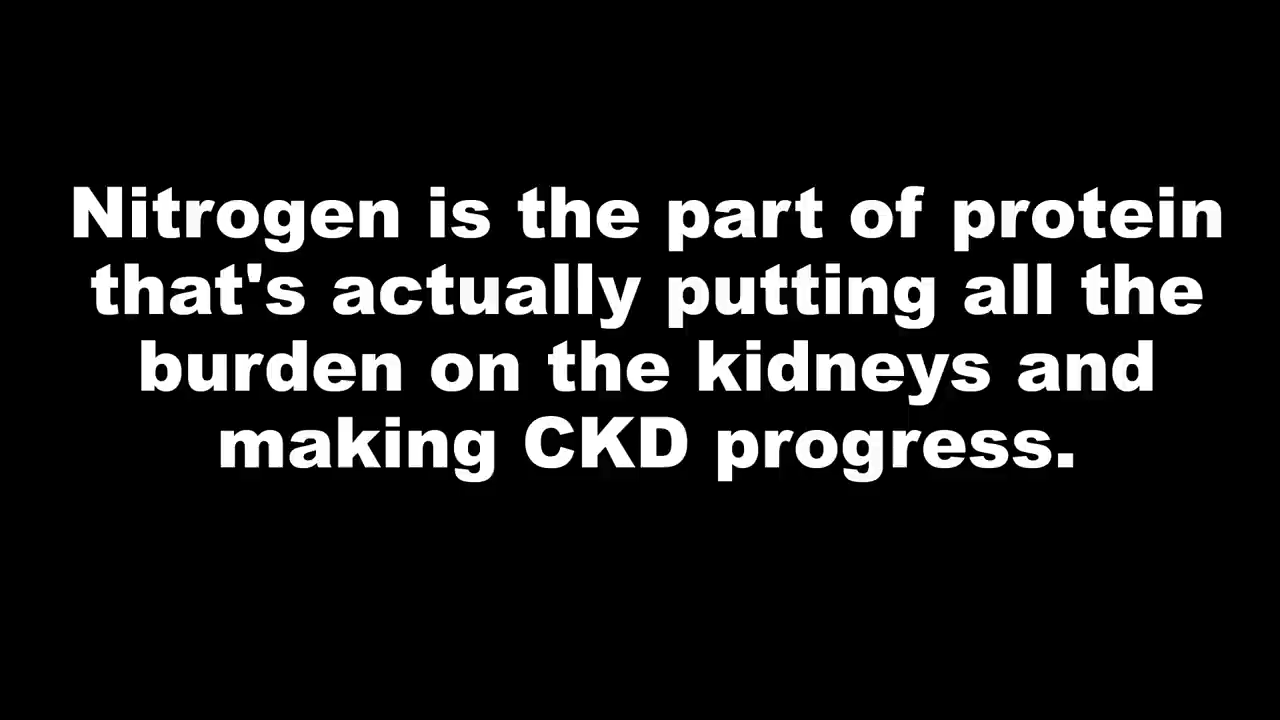 Nitrogen is the part of protein
that's actually putting all the
burden on the kidneys and
making CKD progress.